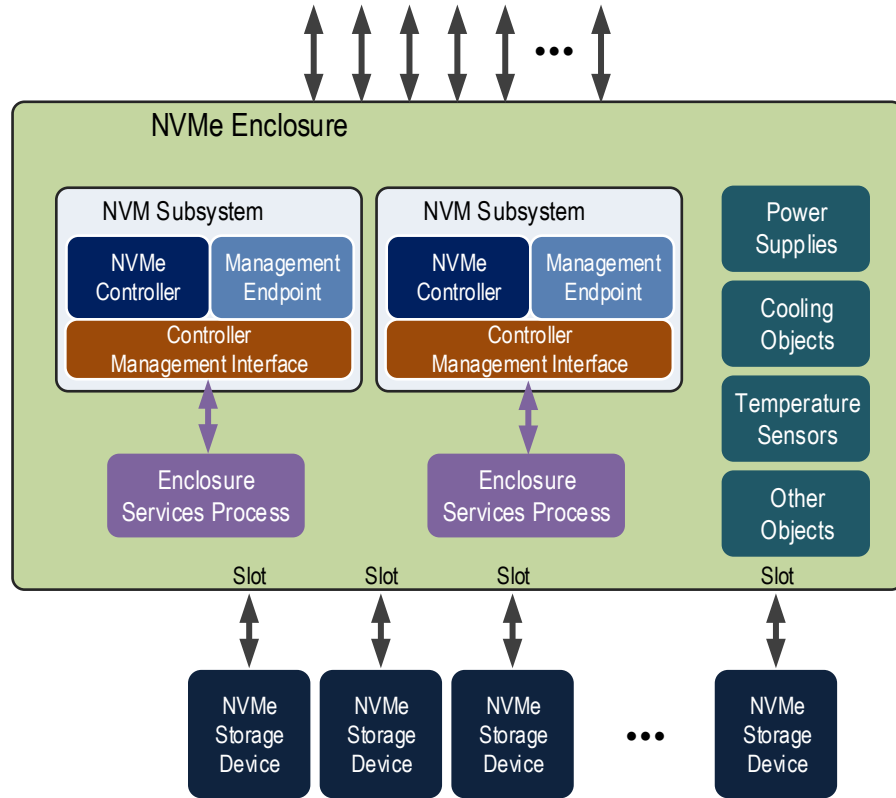 •••
NVMe Enclosure
NVM Subsystem
NVMe
Controller
Management
Endpoint
Controller
Management Interface
Enclosure
Services Process
NVM Subsystem
NVMe
Controller
Management
Endpoint
Controller
Management Interface
Enclosure
Services Process
Power
Supplies
Cooling
Objects
Temperature
Sensors
Other
Objects
Slot
Slot
Slot
Slot
NVMe
Storage
Device
NVMe
Storage
Device
NVMe
Storage
Device
•••
NVMe
Storage
Device